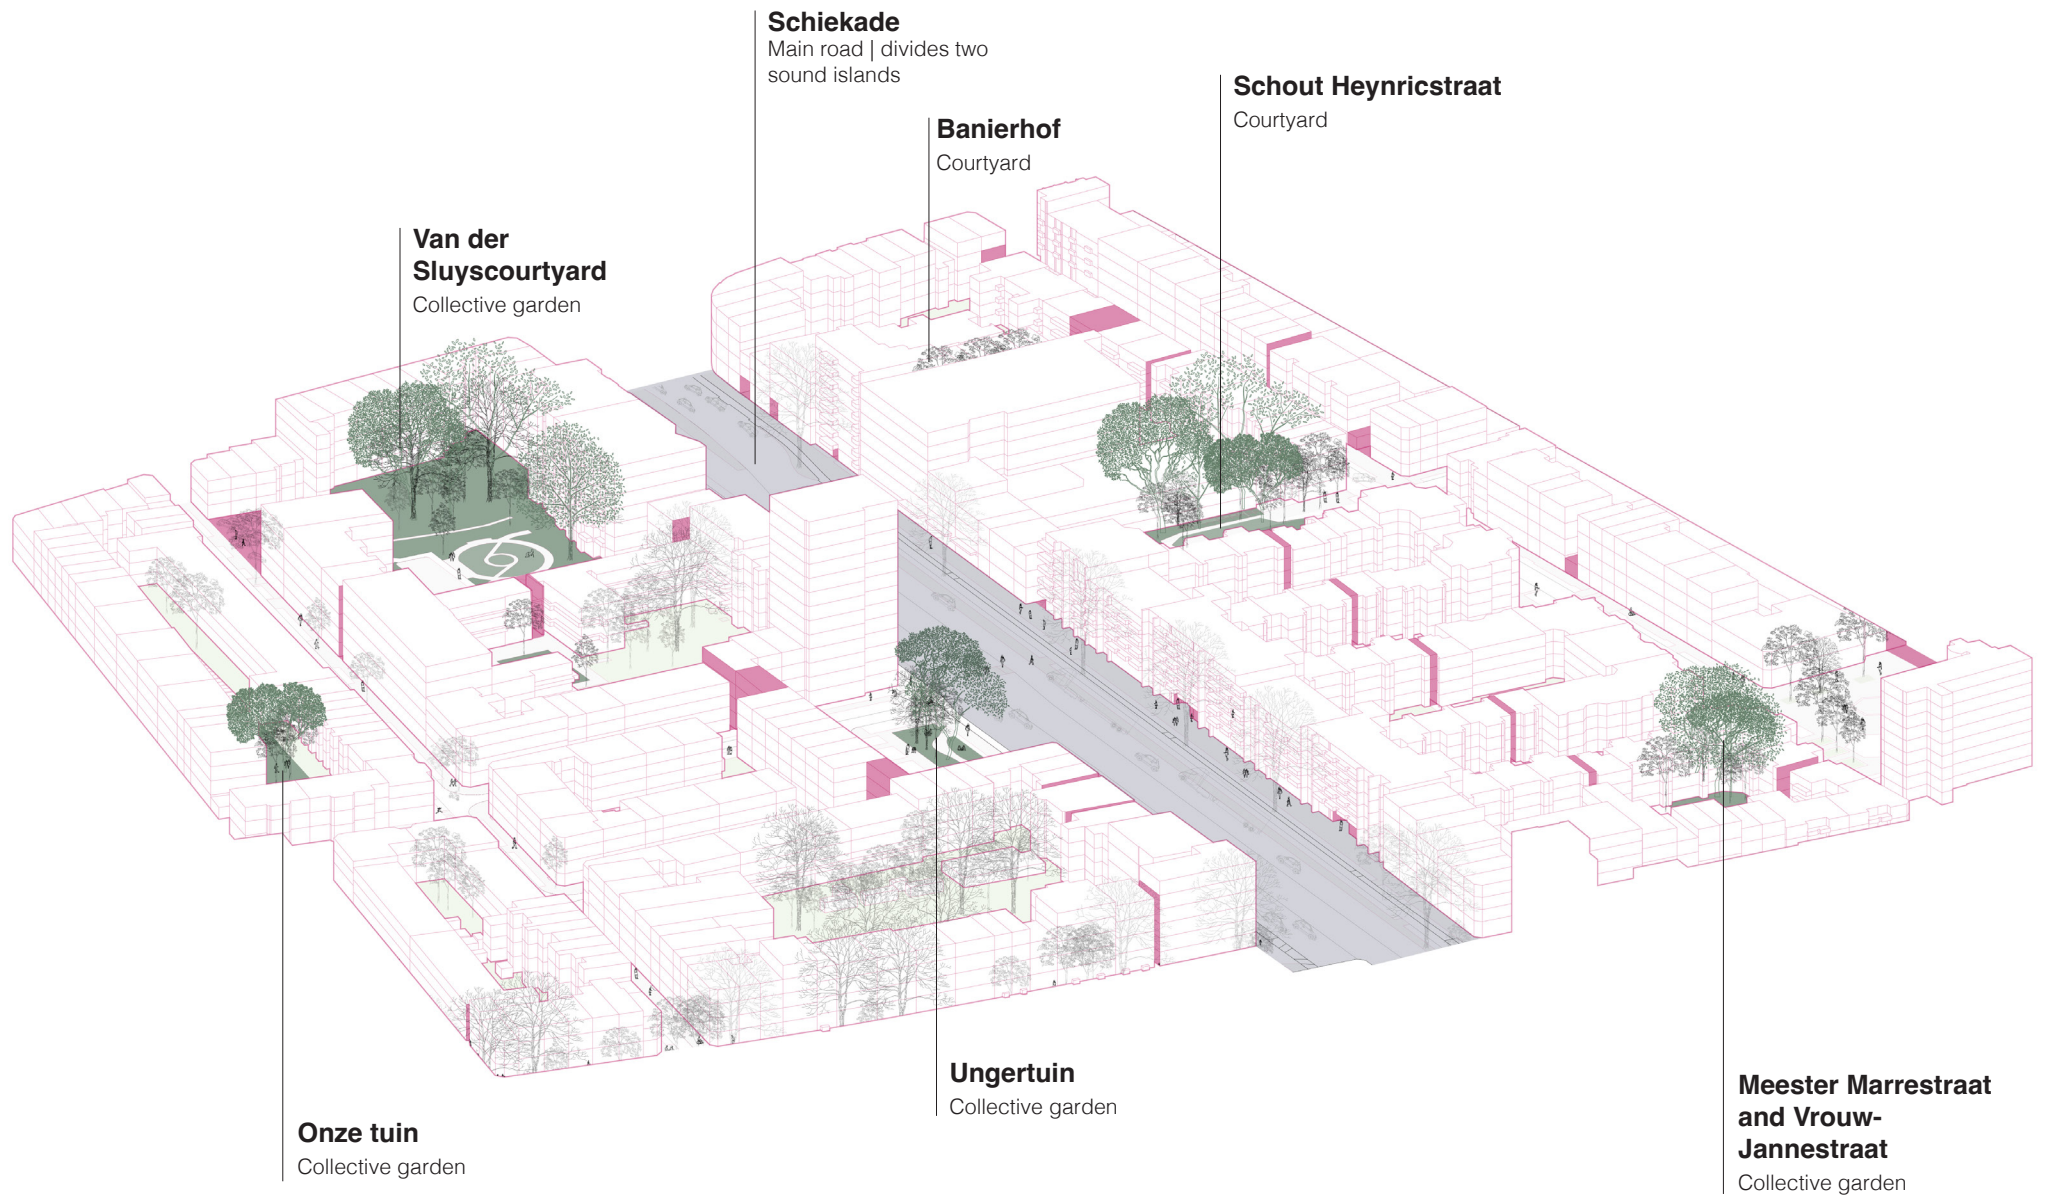 Schiekade
Main road | divides two
sound islands
Schout Heynricstraat
Courtyard
Banierhof
Courtyard
Van der
Sluyscourtyard
Collective garden
Ungertuin
Collective garden
Meester Marrestraat
and Vrouw-
Jannestraat
Collective garden
Onze tuin
Collective garden